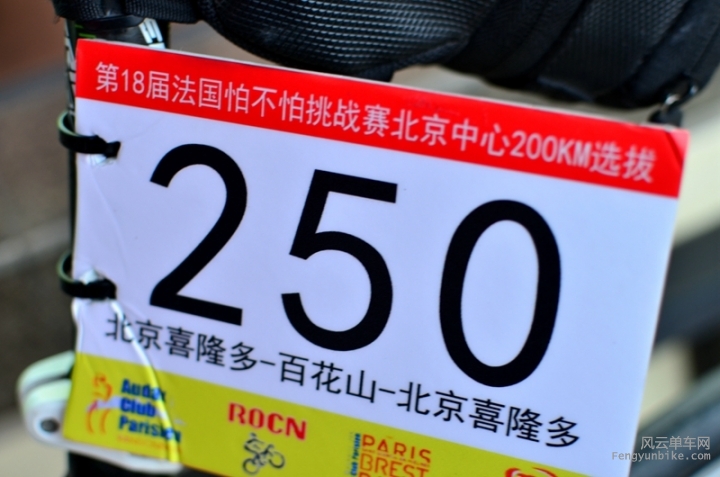 第18届法国怕不怕挑战赛北京中心200KM选拔
250
北京喜隆多-百花山-北京喜隆多
Audax
Club
Parisien
ROCN
PARIS
BREST
风云单车网
Fengyunbike.com